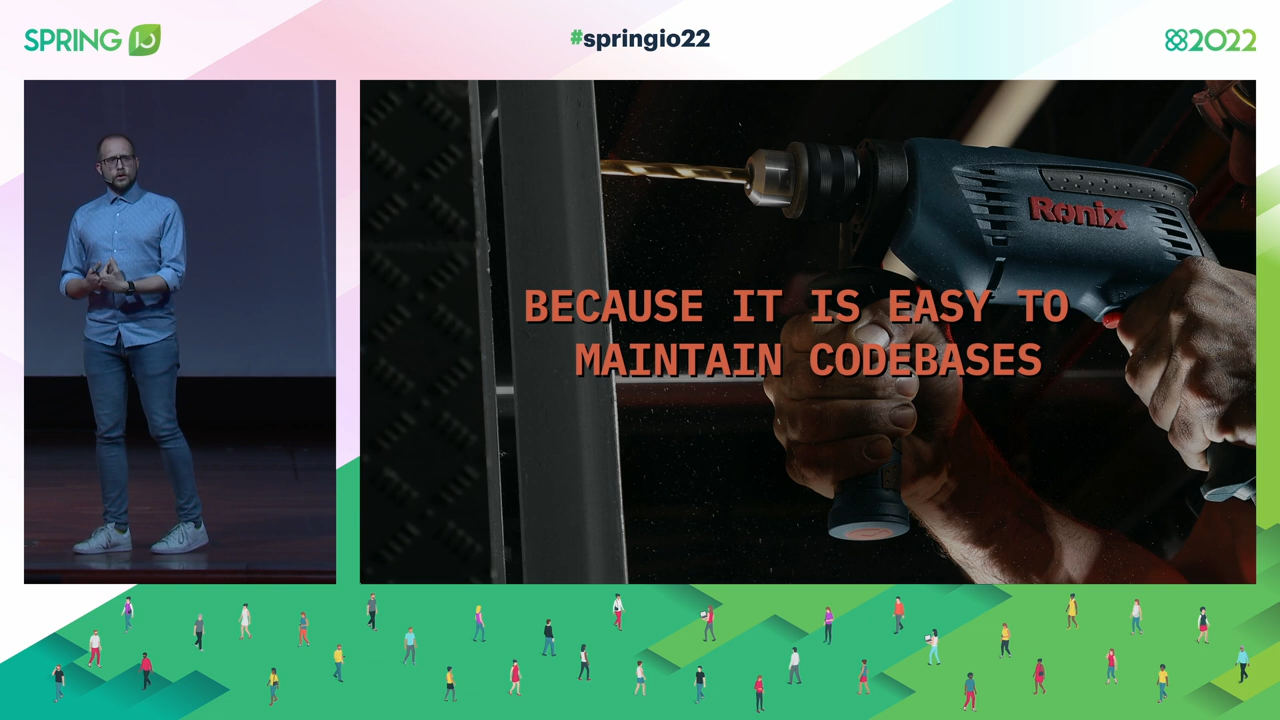 SPRING IO
#springio22
2022
Ronix
BECAUSE IT IS EASY TO
MAINTAIN CODEBASES